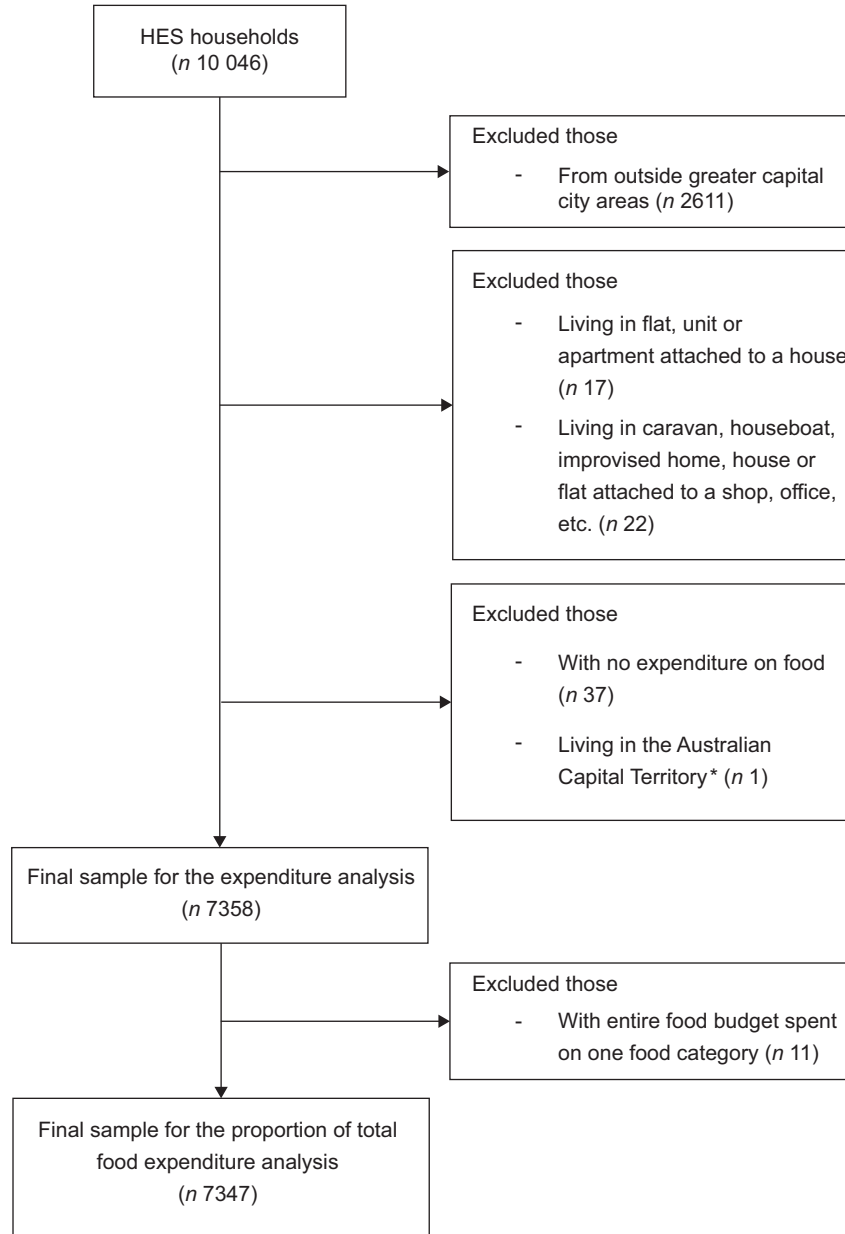 HES households
(n 10 046)
Excluded those
- From outside greater capital
city areas (n 2611)
Excluded those
- Living in flat, unit or
apartment attached to a house
(n 17)
- Living in caravan, houseboat,
improvised home, house or
flat attached to a shop, office,
etc. (n 22)
Excluded those
- With no expenditure on food
(n 37)
- Living in the Australian
Capital Territory* (n 1)
Final sample for the expenditure analysis
(n 7358)
Excluded those
- With entire food budget spent
on one food category (n 11)
Final sample for the proportion of total
food expenditure analysis
(n 7347)